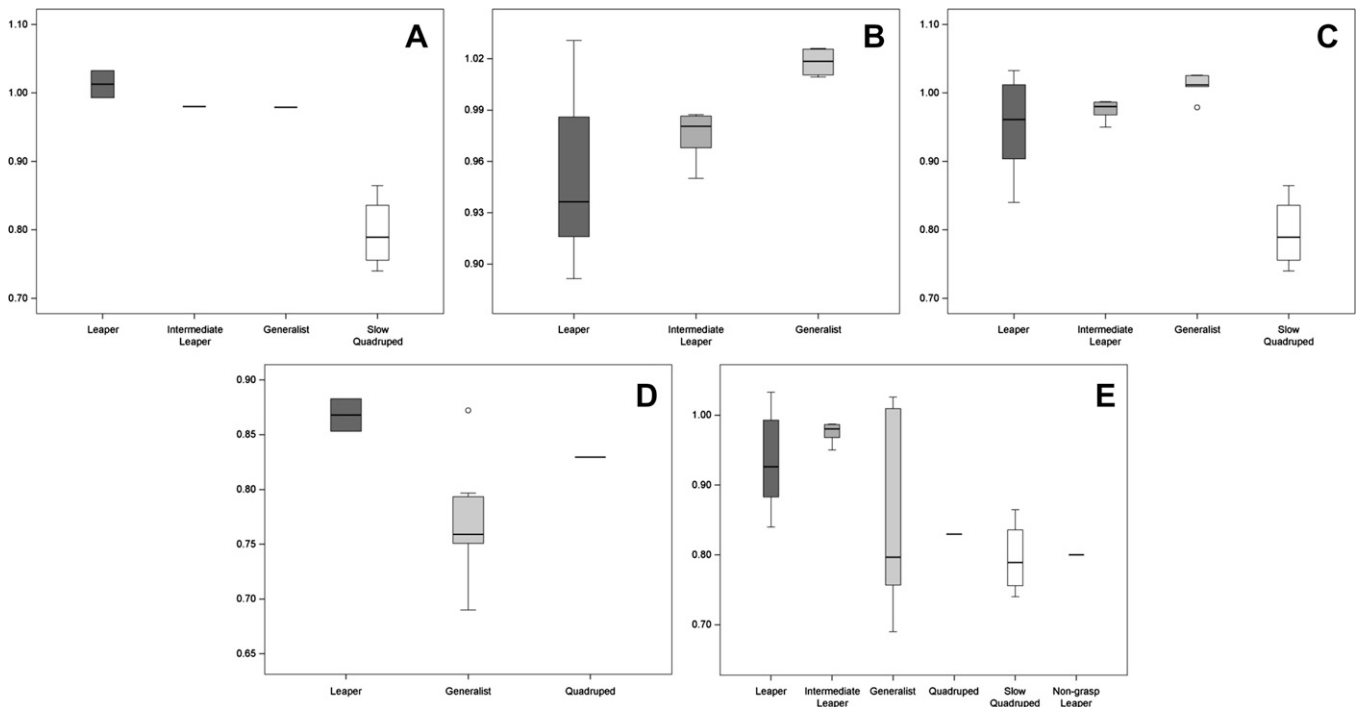 A
1.10
1.00
0.90
0.80
0.70
Leaper
Intermediate
Leaper
Generalist
Slow
Quadruped
B
1.02
0.99
0.96
0.93
0.90
Leaper
Intermediate
Leaper
Generalist
C
1.10
1.00
0.90
0.80
0.70
Leaper
Intermediate
Leaper
Generalist
Slow
Quadruped
D
0.90
0.85
0.80
0.75
0.70
0.65
Leaper
Generalist
Quadruped
E
1.00
0.90
0.80
0.70
Leaper
Intermediate
Leaper
Generalist
Quadruped
Slow
Quadruped
Non-grasp
Leaper